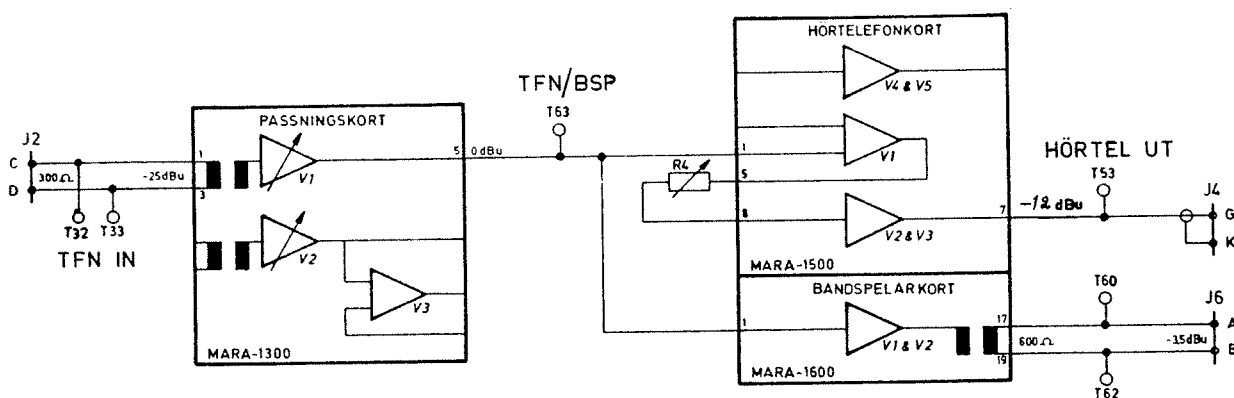 J2
C
D
300Ω
T32
T33
TFN IN
-25dBu
PASSNINGSKORT
1
3
V1
V2
V3
MARA-1300
5
0dBu
TFN/BSP
T63
HÖRTELEFONKORT
V4 & V5
1
V1
R4
5
8
V2 & V3
7
MARA-1500
HÖRTEL UT
T53
-12 dBu
J4
G
K
BANDSPELARKORT
1
V1 & V2
17
19
MARA-1600
600Ω
T60
T62
-35dBu
J6
A
B